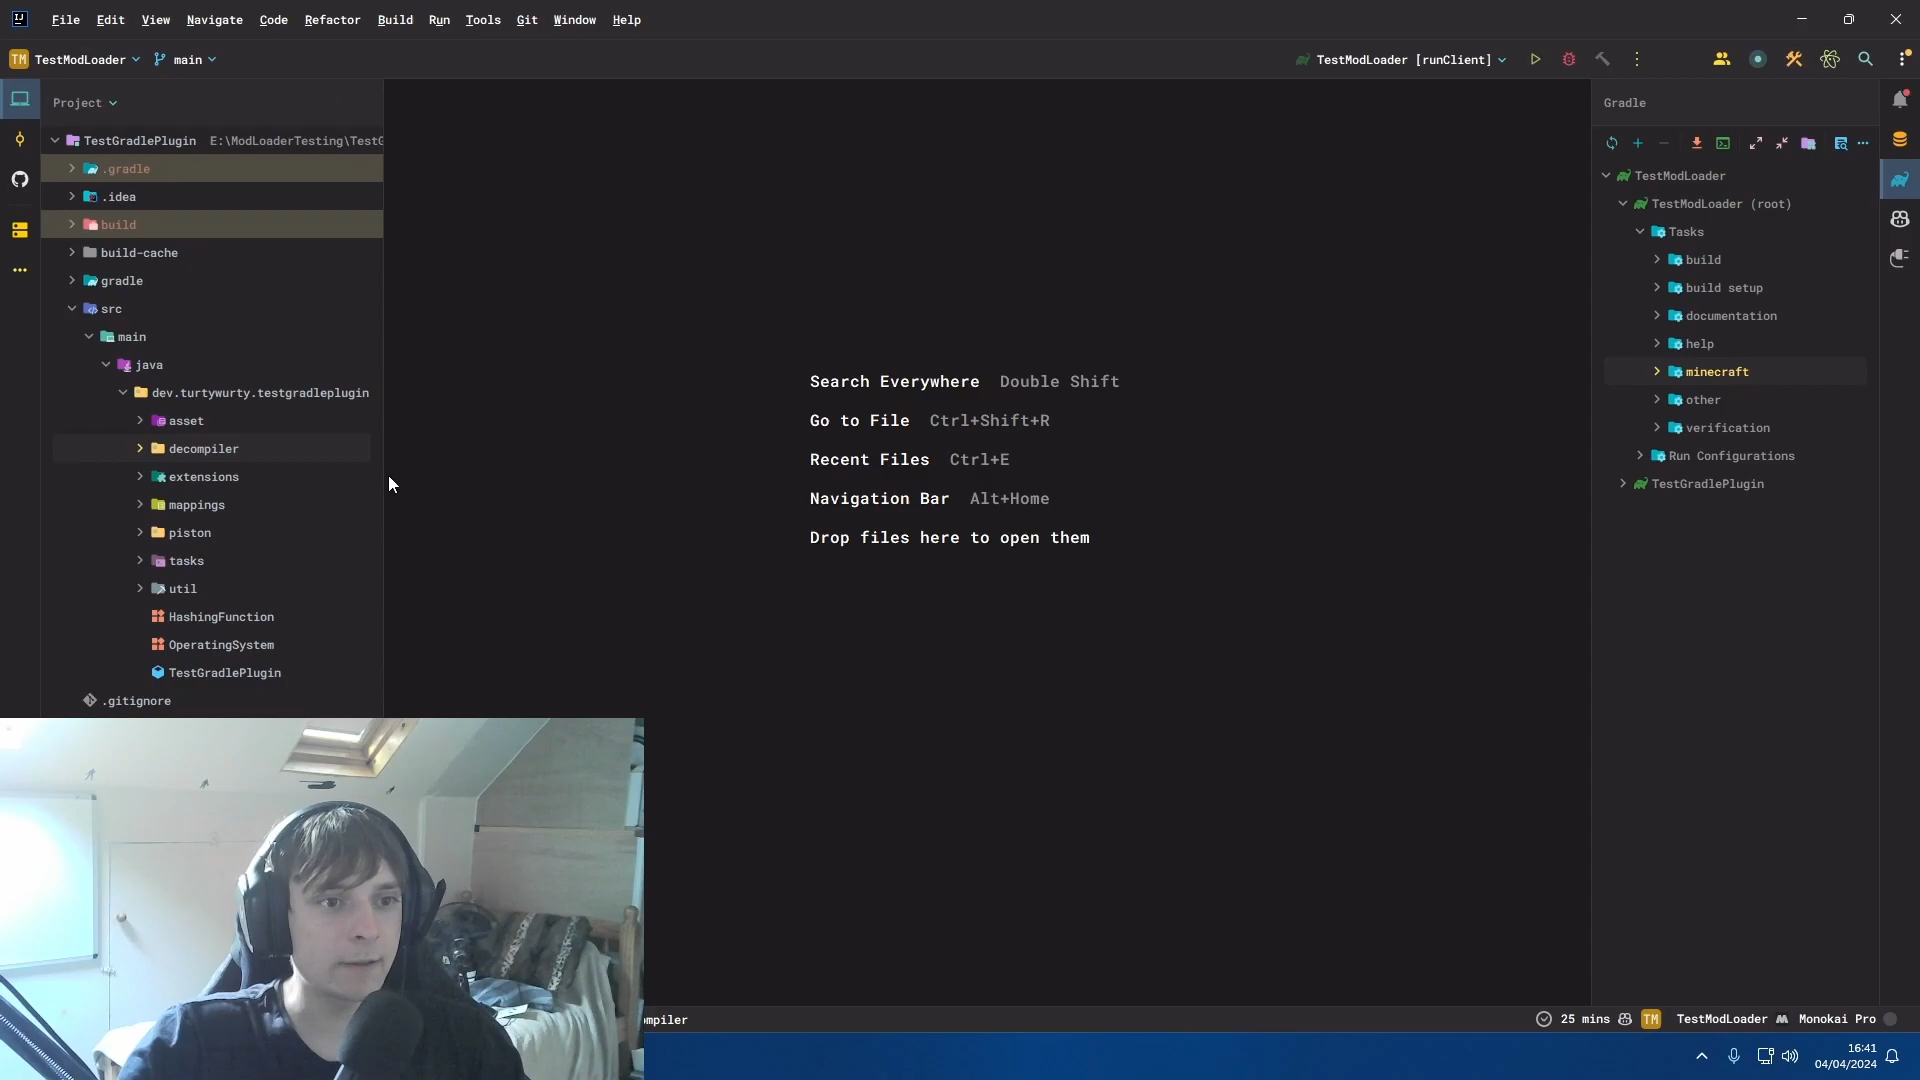 File Edit View Navigate Code Refactor Build Run Tools Git Window Help
TM TestModLoader main TestModLoader [runClient]
Project
TestGradlePlugin E:\ModLoaderTesting\TestG
.gradle
.idea
build
build-cache
gradle
src
main
java
dev.turtywurty.testgradleplugin
asset
decompiler
extensions
mappings
piston
tasks
util
HashingFunction
OperatingSystem
TestGradlePlugin
.gitignore
Search Everywhere Double Shift
Go to File Ctrl+Shift+R
Recent Files Ctrl+E
Navigation Bar Alt+Home
Drop files here to open them
Gradle
TestModLoader
TestModLoader (root)
Tasks
build
build setup
documentation
help
minecraft
other
verification
Run Configurations
TestGradlePlugin
mpiler 25 mins TM TestModLoader Monokai Pro
16:41
04/04/2024